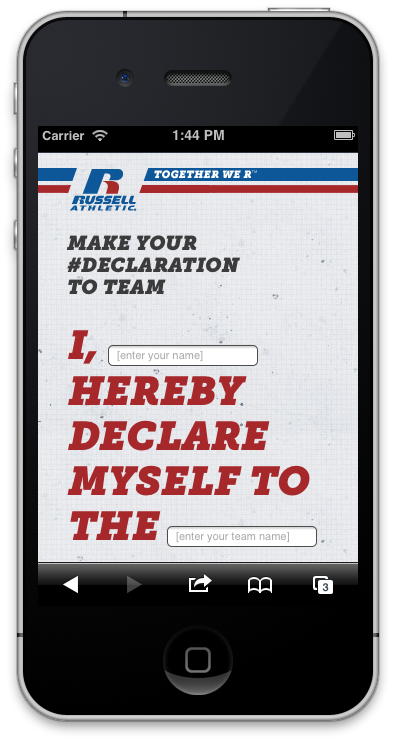 Carrier 1:44 PM
TOGETHER WE R™
R
RUSSELL
ATHLETIC.
MAKE YOUR
#DECLARATION
TO TEAM
I, [enter your name]
HEREBY
DECLARE
MYSELF TO
THE [enter your team name]
3